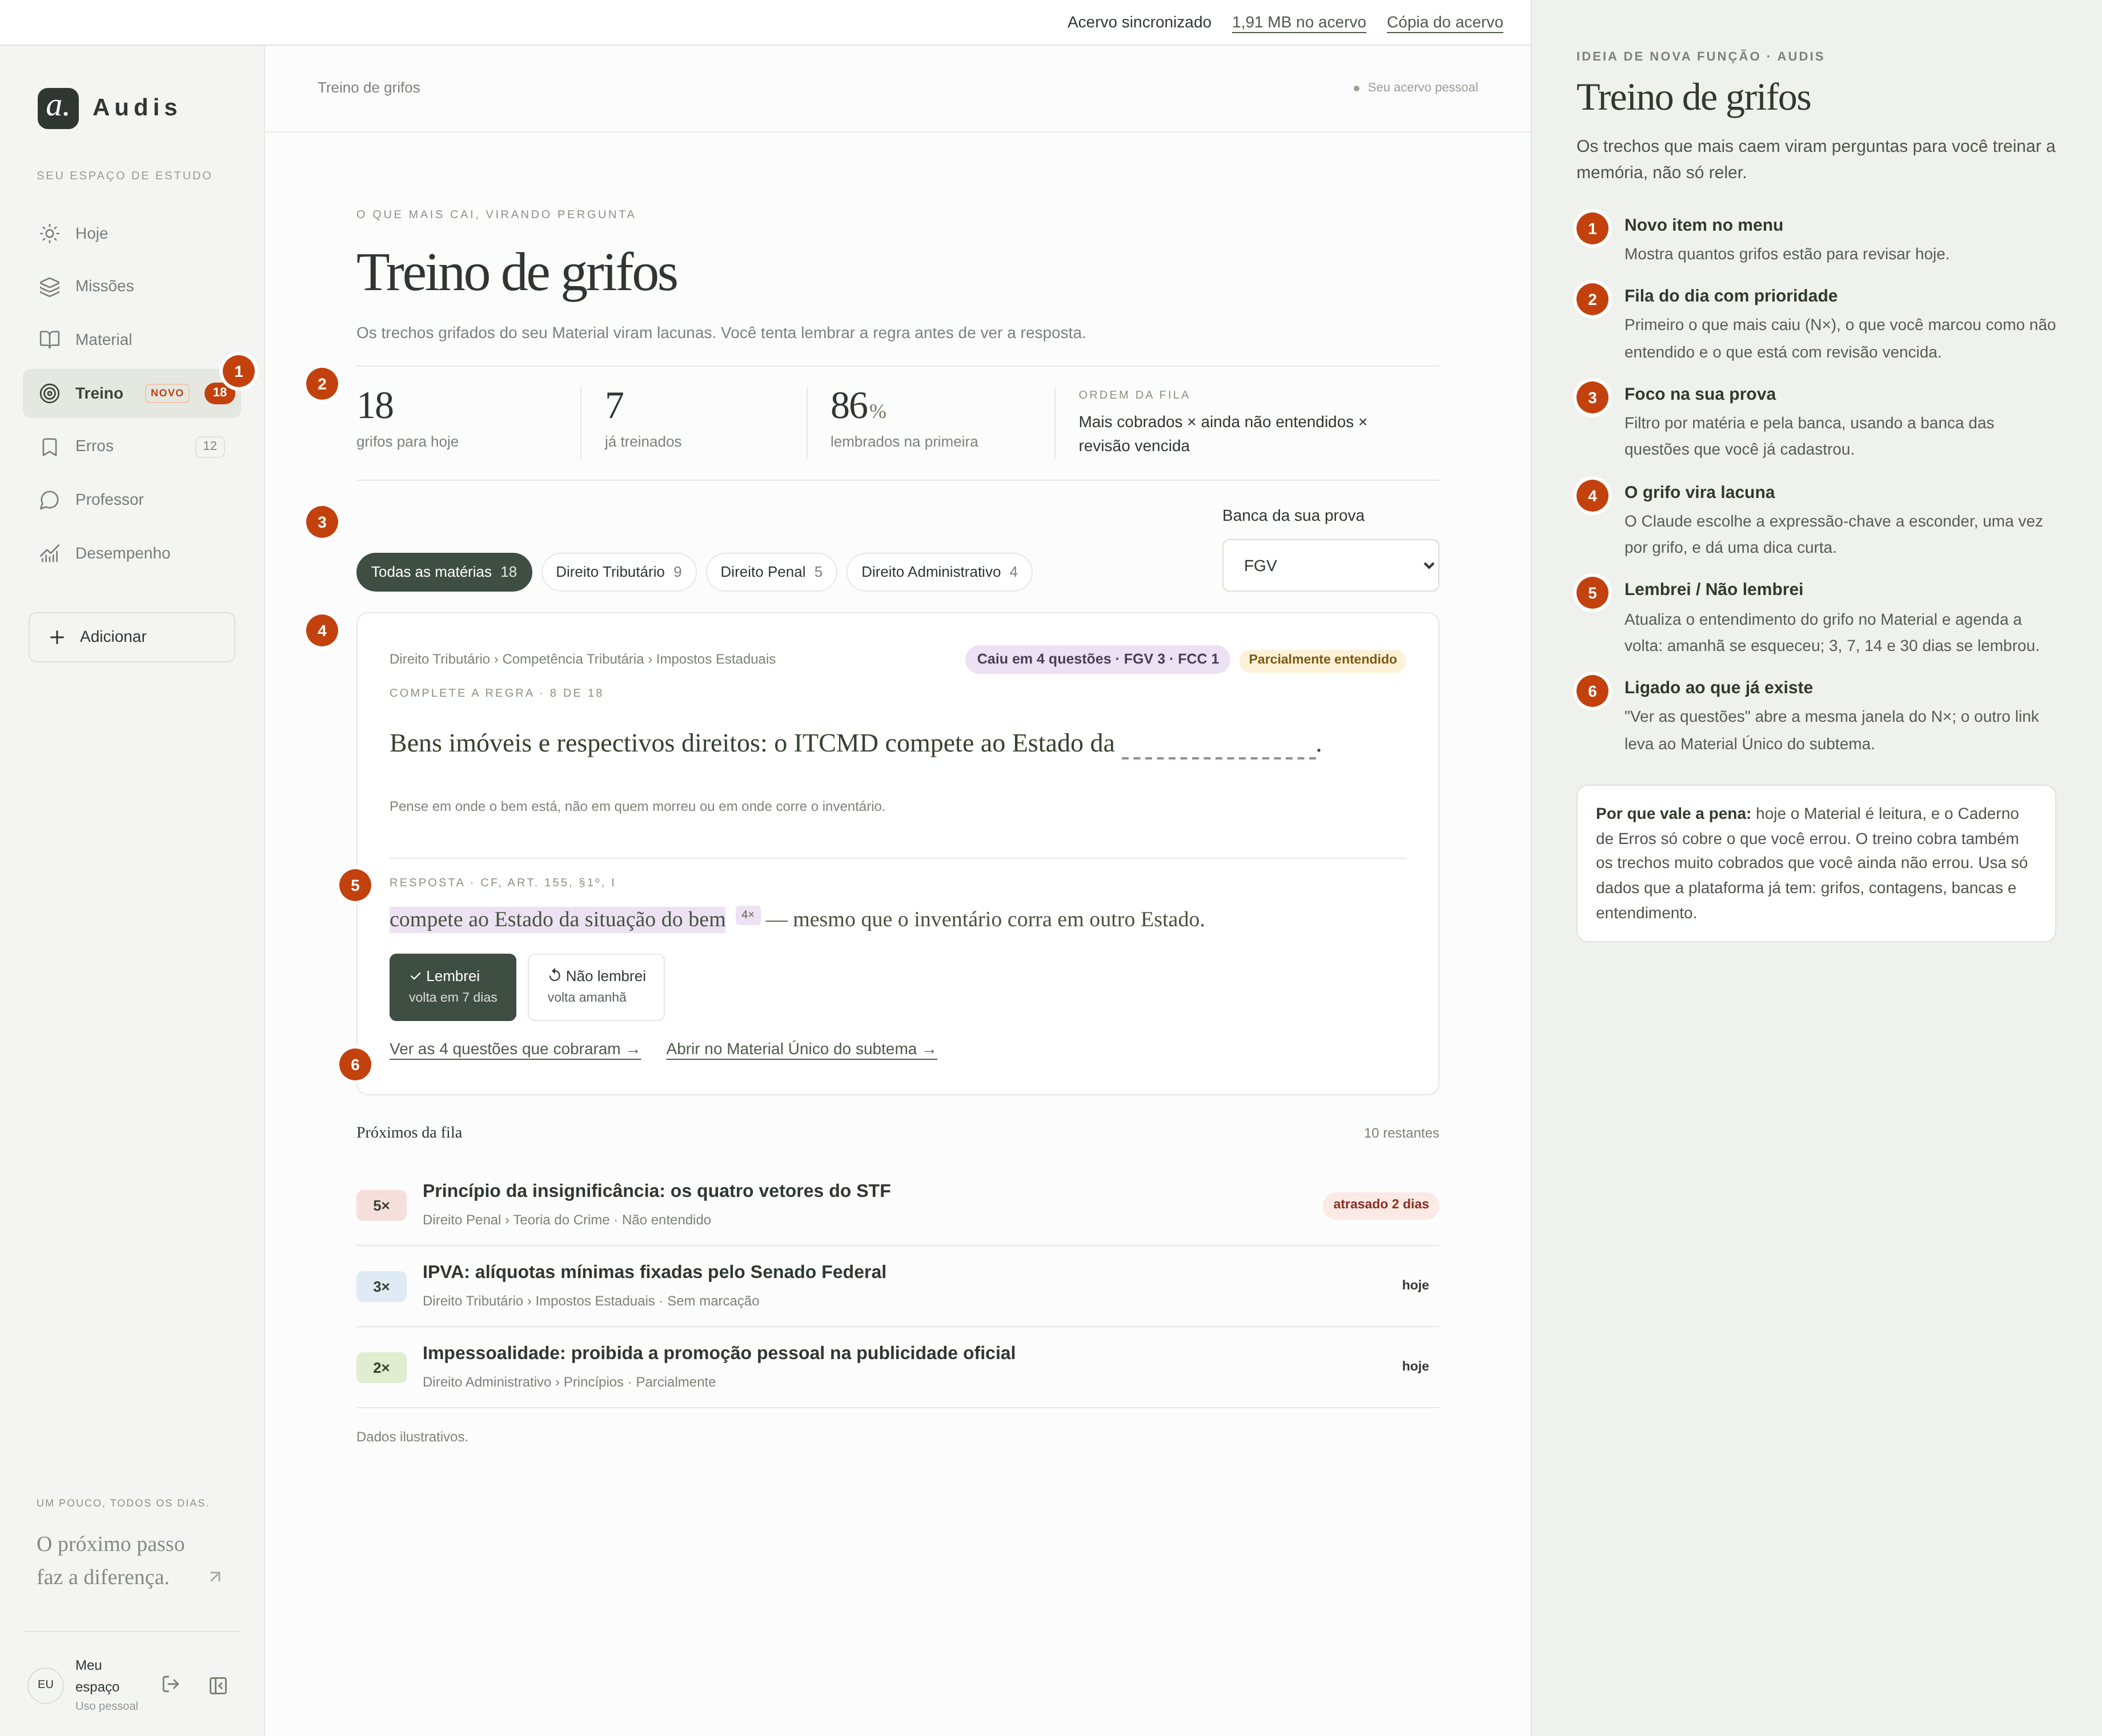 Acervo sincronizado 1,91 MB no acervo Cópia do acervo
a. Audis
SEU ESPAÇO DE ESTUDO
Hoje
Missões
Material
1
Treino NOVO 18
Erros 12
Professor
Desempenho
Adicionar
UM POUCO, TODOS OS DIAS.
O próximo passo
faz a diferença.
EU
Meu
espaço
Uso pessoal
Treino de grifos
Seu acervo pessoal
O QUE MAIS CAI, VIRANDO PERGUNTA
Treino de grifos
Os trechos grifados do seu Material viram lacunas. Você tenta lembrar a regra antes de ver a resposta.
2
18
grifos para hoje
7
já treinados
86%
lembrados na primeira
ORDEM DA FILA
Mais cobrados × ainda não entendidos ×
revisão vencida
3
Banca da sua prova
Todas as matérias 18 Direito Tributário 9 Direito Penal 5 Direito Administrativo 4
FGV
4
Direito Tributário › Competência Tributária › Impostos Estaduais
Caiu em 4 questões · FGV 3 · FCC 1 Parcialmente entendido
COMPLETE A REGRA · 8 DE 18
Bens imóveis e respectivos direitos: o ITCMD compete ao Estado da .
Pense em onde o bem está, não em quem morreu ou em onde corre o inventário.
5
RESPOSTA · CF, ART. 155, §1º, I
compete ao Estado da situação do bem 4× — mesmo que o inventário corra em outro Estado.
Lembrei
volta em 7 dias
Não lembrei
volta amanhã
6
Ver as 4 questões que cobraram → Abrir no Material Único do subtema →
Próximos da fila
10 restantes
5×
Princípio da insignificância: os quatro vetores do STF
Direito Penal › Teoria do Crime · Não entendido
atrasado 2 dias
3×
IPVA: alíquotas mínimas fixadas pelo Senado Federal
Direito Tributário › Impostos Estaduais · Sem marcação
hoje
2×
Impessoalidade: proibida a promoção pessoal na publicidade oficial
Direito Administrativo › Princípios · Parcialmente
hoje
Dados ilustrativos.
IDEIA DE NOVA FUNÇÃO · AUDIS
Treino de grifos
Os trechos que mais caem viram perguntas para você treinar a
memória, não só reler.
1
Novo item no menu
Mostra quantos grifos estão para revisar hoje.
2
Fila do dia com prioridade
Primeiro o que mais caiu (N×), o que você marcou como não
entendido e o que está com revisão vencida.
3
Foco na sua prova
Filtro por matéria e pela banca, usando a banca das
questões que você já cadastrou.
4
O grifo vira lacuna
O Claude escolhe a expressão-chave a esconder, uma vez
por grifo, e dá uma dica curta.
5
Lembrei / Não lembrei
Atualiza o entendimento do grifo no Material e agenda a
volta: amanhã se esqueceu; 3, 7, 14 e 30 dias se lembrou.
6
Ligado ao que já existe
"Ver as questões" abre a mesma janela do N×; o outro link
leva ao Material Único do subtema.
Por que vale a pena: hoje o Material é leitura, e o Caderno
de Erros só cobre o que você errou. O treino cobra também
os trechos muito cobrados que você ainda não errou. Usa só
dados que a plataforma já tem: grifos, contagens, bancas e
entendimento.